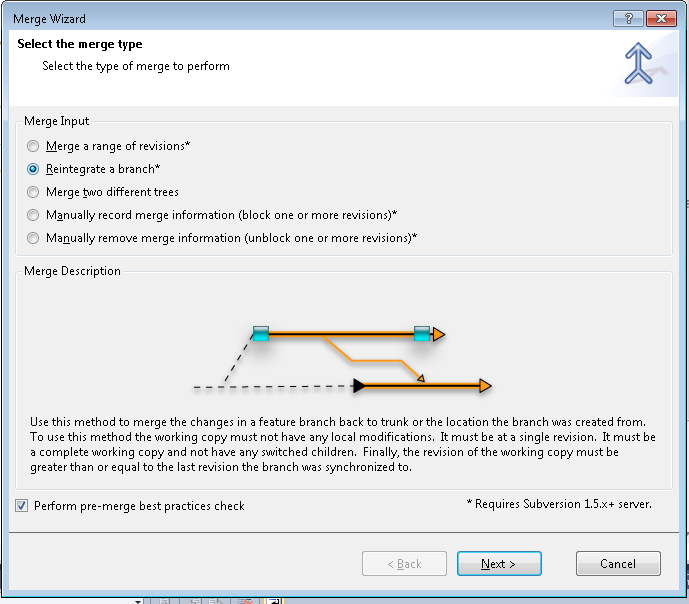 Merge Wizard
Select the merge type
Select the type of merge to perform
Merge Input
Merge a range of revisions*
Reintegrate a branch*
Merge two different trees
Manually record merge information (block one or more revisions)*
Manually remove merge information (unblock one or more revisions)*
Merge Description
Use this method to merge the changes in a feature branch back to trunk or the location the branch was created from.
To use this method the working copy must not have any local modifications. It must be at a single revision. It must be
a complete working copy and not have any switched children. Finally, the revision of the working copy must be
greater than or equal to the last revision the branch was synchronized to.
Perform pre-merge best practices check
* Requires Subversion 1.5.x+ server.
< Back
Next >
Cancel